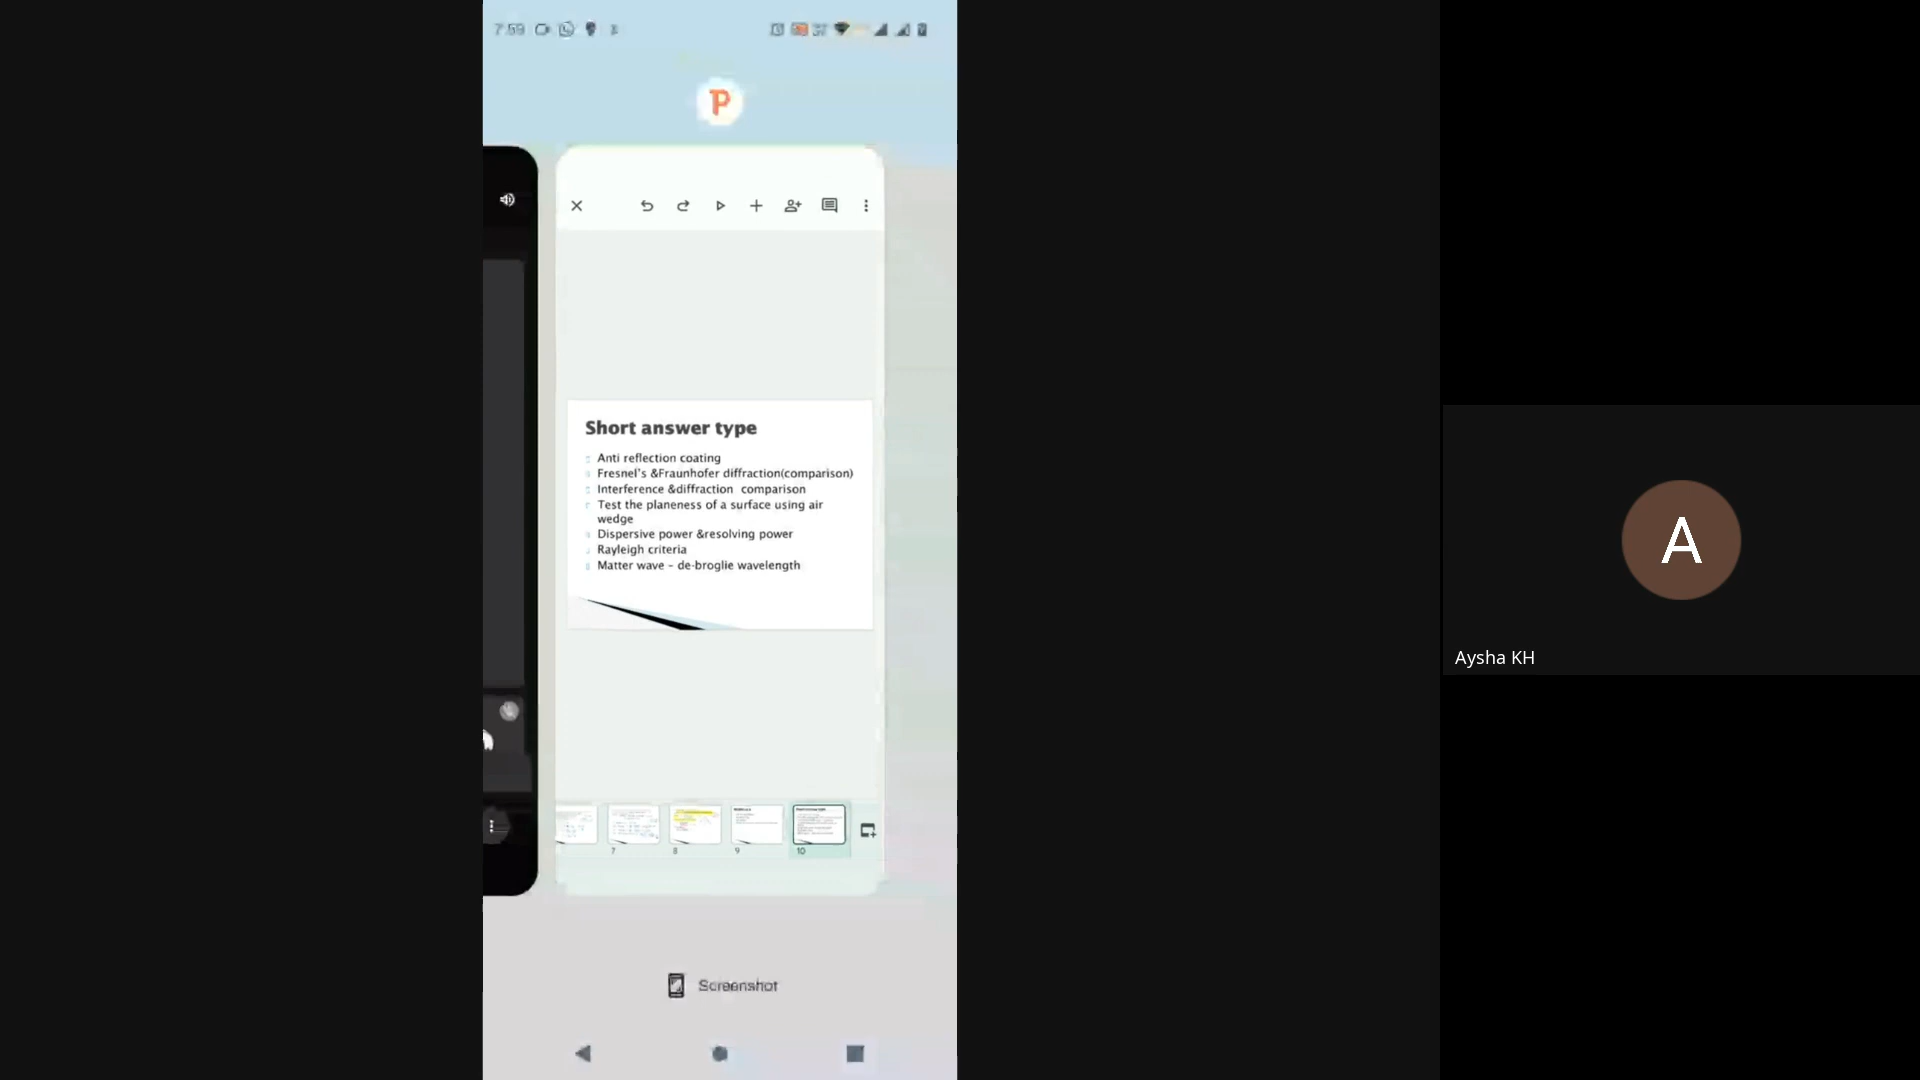 7:59
P
Short answer type
Anti reflection coating
Fresnel's &Fraunhofer diffraction(comparison)
Interference &diffraction comparison
Test the planeness of a surface using air
wedge
Dispersive power &resolving power
Rayleigh criteria
Matter wave – de-broglie wavelength
7
8
9
10
Screenshot
A
Aysha KH